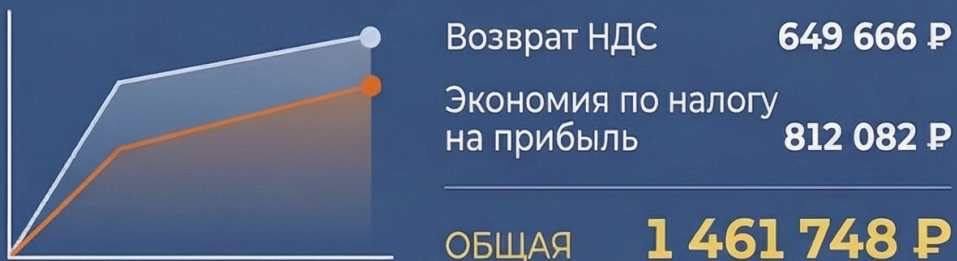 Возврат НДС 649 666 ₽
Экономия по налогу
на прибыль 812 082 ₽
ОБЩАЯ 1 461 748 ₽